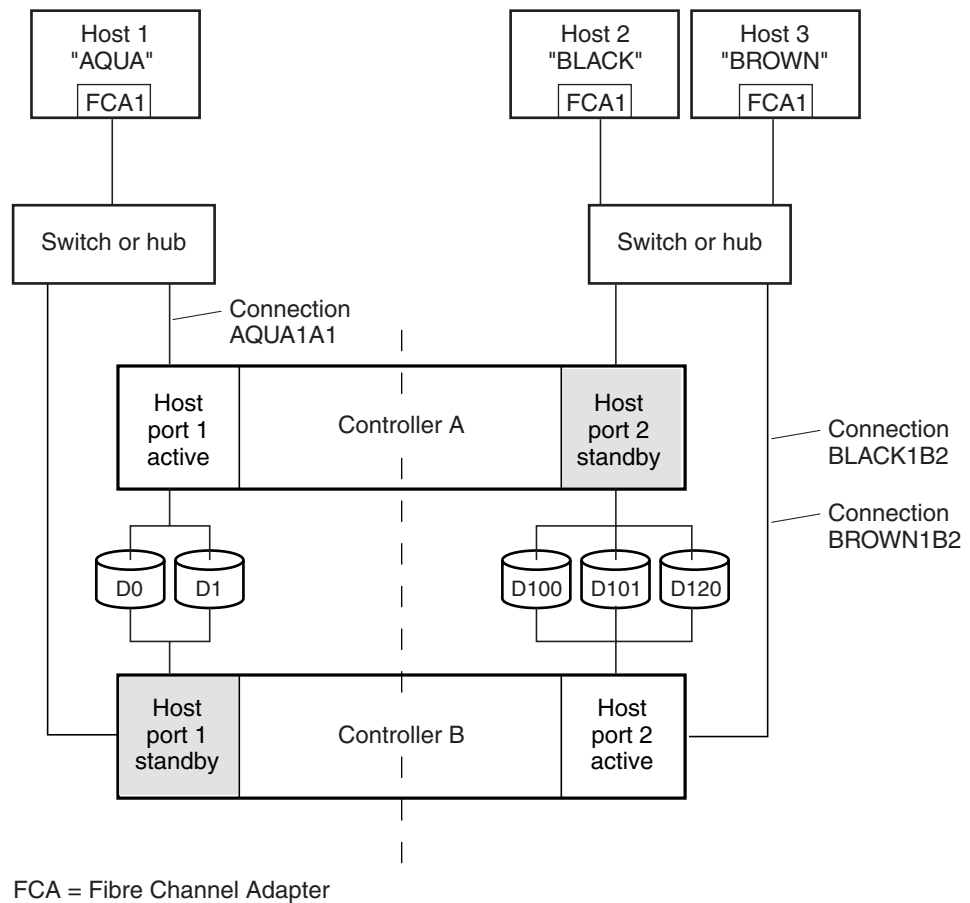 Host 1
"AQUA"
FCA1
Host 2
"BLACK"
FCA1
Host 3
"BROWN"
FCA1
Switch or hub
Switch or hub
Connection
AQUA1A1
Host
port 1
active
Controller A
Host
port 2
standby
Connection
BLACK1B2
Connection
BROWN1B2
D0
D1
D100
D101
D120
Host
port 1
standby
Controller B
Host
port 2
active
FCA = Fibre Channel Adapter